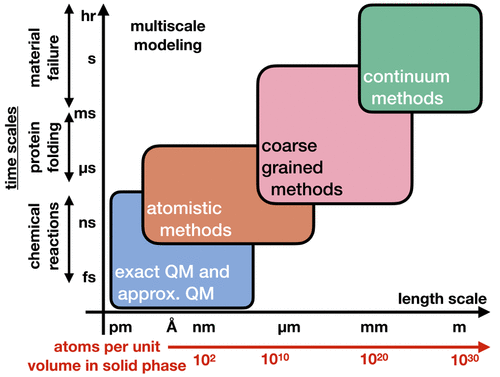 hr
multiscale
modeling
s
continuum
methods
material
failure
ms
coarse
grained
methods
time scales
protein
folding
μs
atomistic
methods
ns
chemical
reactions
exact QM and
approx. QM
fs
length scale
pm Å nm μm mm m
atoms per unit
volume in solid phase
10² 10¹⁰ 10²⁰ 10³⁰